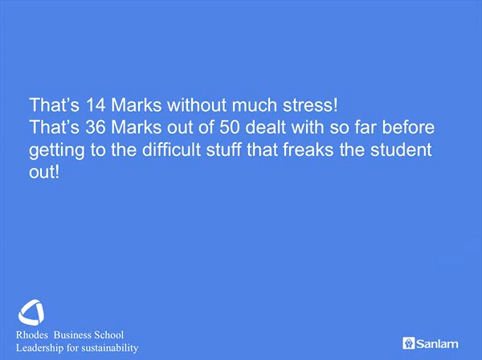 That’s 14 Marks without much stress!
That’s 36 Marks out of 50 dealt with so far before
getting to the difficult stuff that freaks the student
out!
Rhodes Business School
Leadership for sustainability
Sanlam